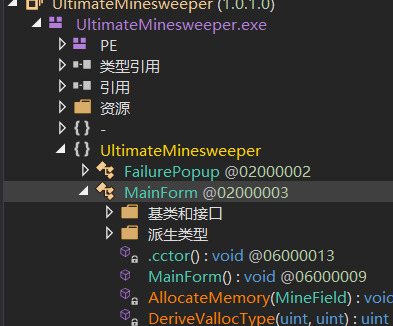 UltimateMinesweeper (1.0.1.0)
UltimateMinesweeper.exe
PE
类型引用
引用
资源
{ } -
{ } UltimateMinesweeper
FailurePopup @02000002
MainForm @02000003
基类和接口
派生类型
.cctor() : void @06000013
MainForm() : void @06000009
AllocateMemory(MineField) : void
DeriveVallocType(uint, uint) : uint